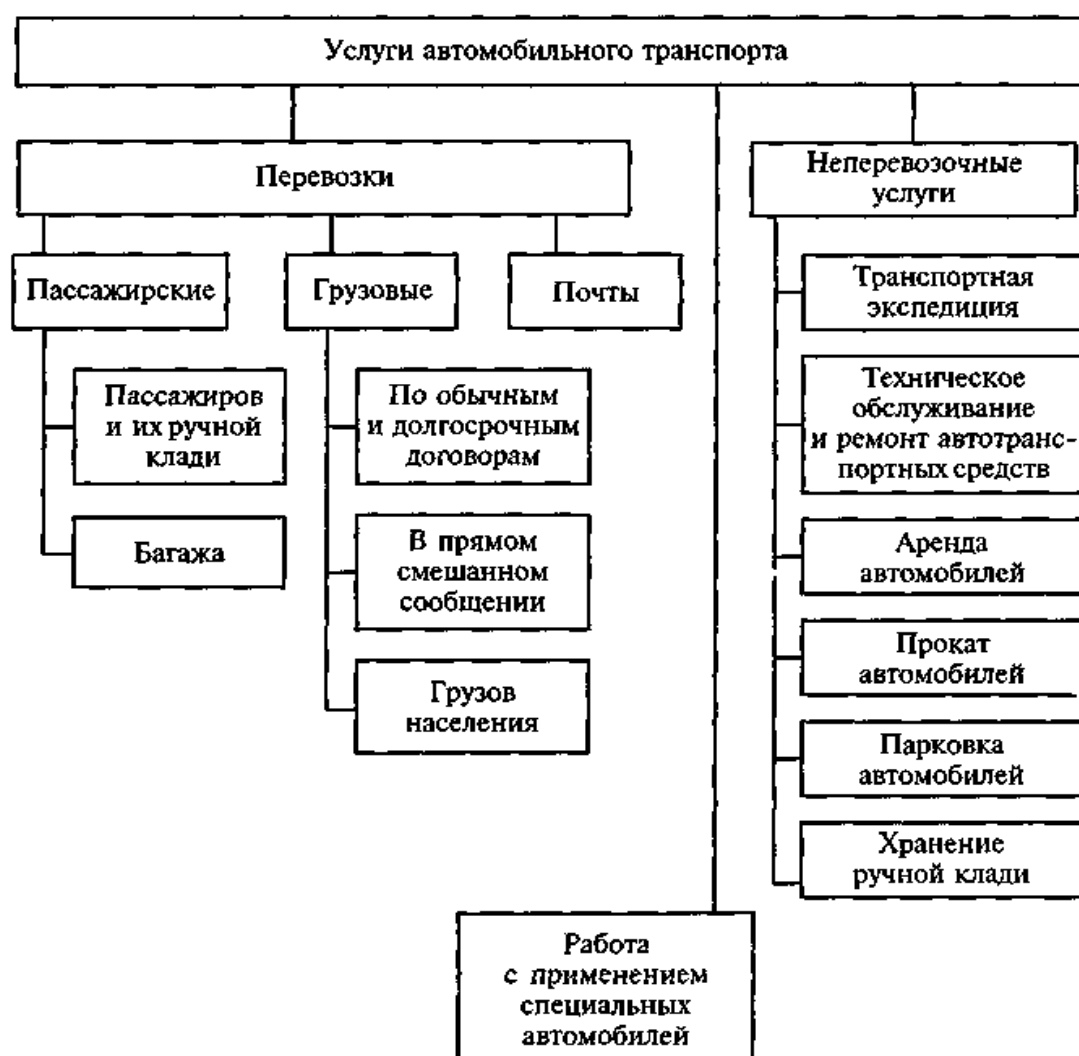 Услуги автомобильного транспорта
Перевозки
Неперевозочные
услуги
Пассажирские
Грузовые
Почты
Пассажиров
и их ручной
клади
Багажа
По обычным
и долгосрочным
договорам
В прямом
смешанном
сообщении
Грузов
населения
Транспортная
экспедиция
Техническое
обслуживание
и ремонт автотранс-
портных средств
Аренда
автомобилей
Прокат
автомобилей
Парковка
автомобилей
Хранение
ручной клади
Работа
с применением
специальных
автомобилей